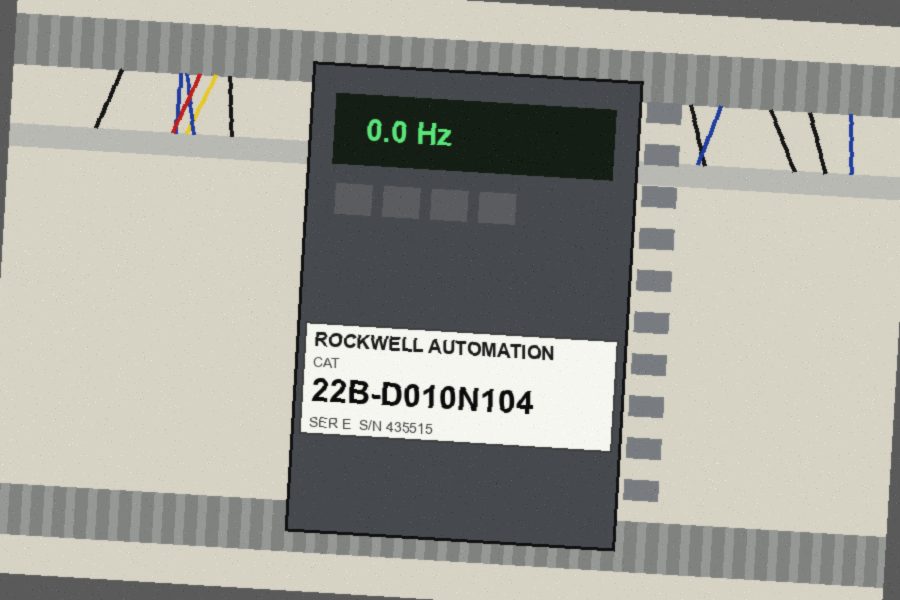 0.0 Hz
ROCKWELL AUTOMATION
CAT
22B-D010N104
SER E S/N 435515